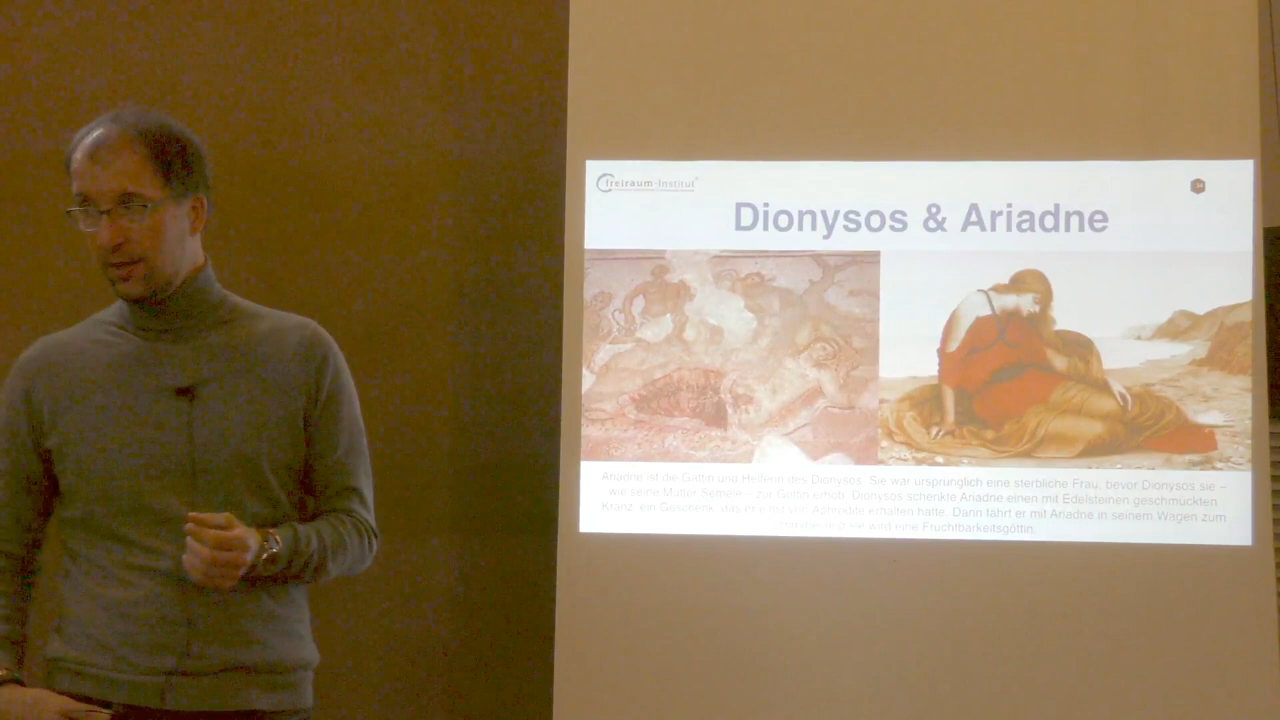 freiraum-institut
34
Dionysos & Ariadne
Ariadne ist die Gattin und Helferin des Dionysos. Sie war ursprünglich eine sterbliche Frau, bevor Dionysos sie –
wie seine Mutter Semele – zur Göttin erhob. Dionysos schenkte Ariadne einen mit Edelsteinen geschmückten
Kranz, ein Geschenk, das er einst von Aphrodite erhalten hatte. Dann fährt er mit Ariadne in seinem Wagen zum
Himmel und sie wird eine Fruchtbarkeitsgöttin.